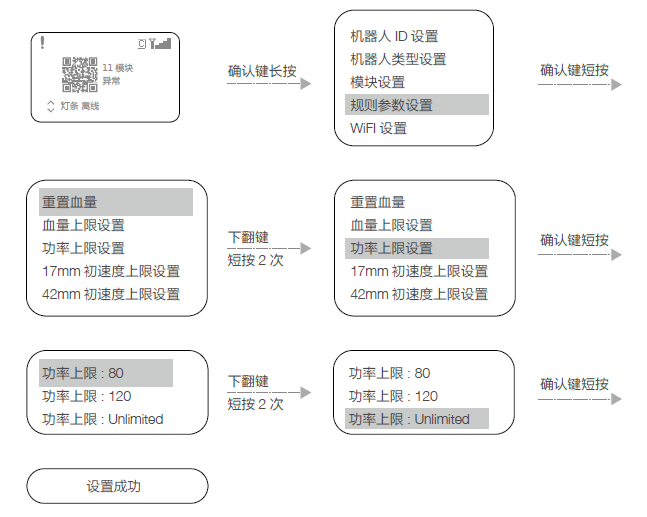 11 模块
异常
灯条 离线
确认键长按
机器人 ID 设置
机器人类型设置
模块设置
规则参数设置
WiFI 设置
确认键短按
重置血量
血量上限设置
功率上限设置
17mm 初速度上限设置
42mm 初速度上限设置
下翻键
短按 2 次
重置血量
血量上限设置
功率上限设置
17mm 初速度上限设置
42mm 初速度上限设置
确认键短按
功率上限 : 80
功率上限 : 120
功率上限 : Unlimited
下翻键
短按 2 次
功率上限 : 80
功率上限 : 120
功率上限 : Unlimited
确认键短按
设置成功